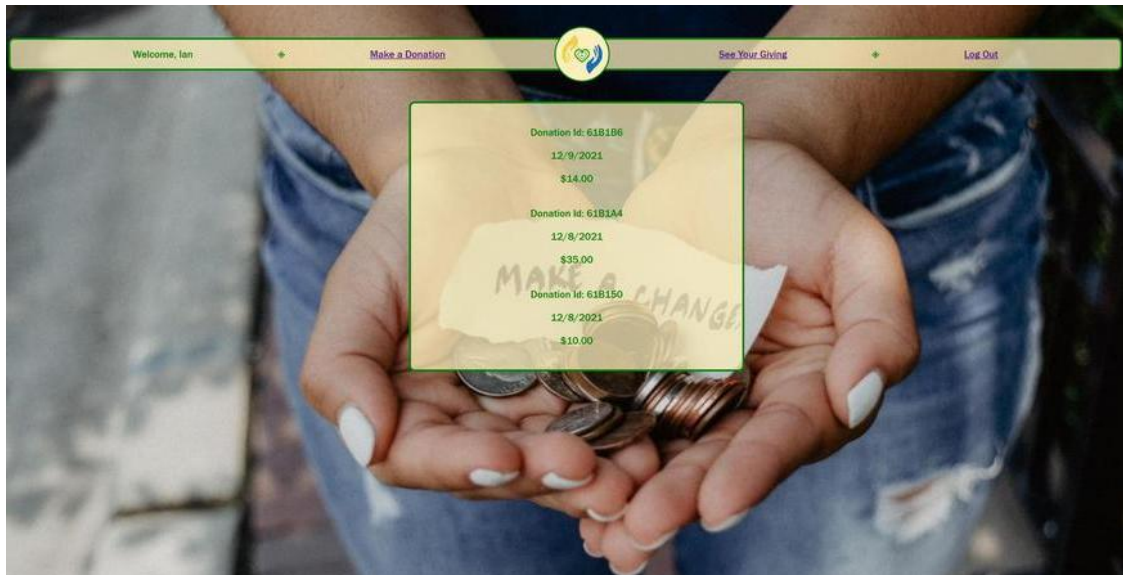 Welcome, Ian + Make a Donation See Your Giving + Log Out
Donation Id: 61B1B6
12/9/2021
$14.00
Donation Id: 61B1A4
12/8/2021
$35.00
MAKE A CHANGE
Donation Id: 61B150
12/8/2021
$10.00